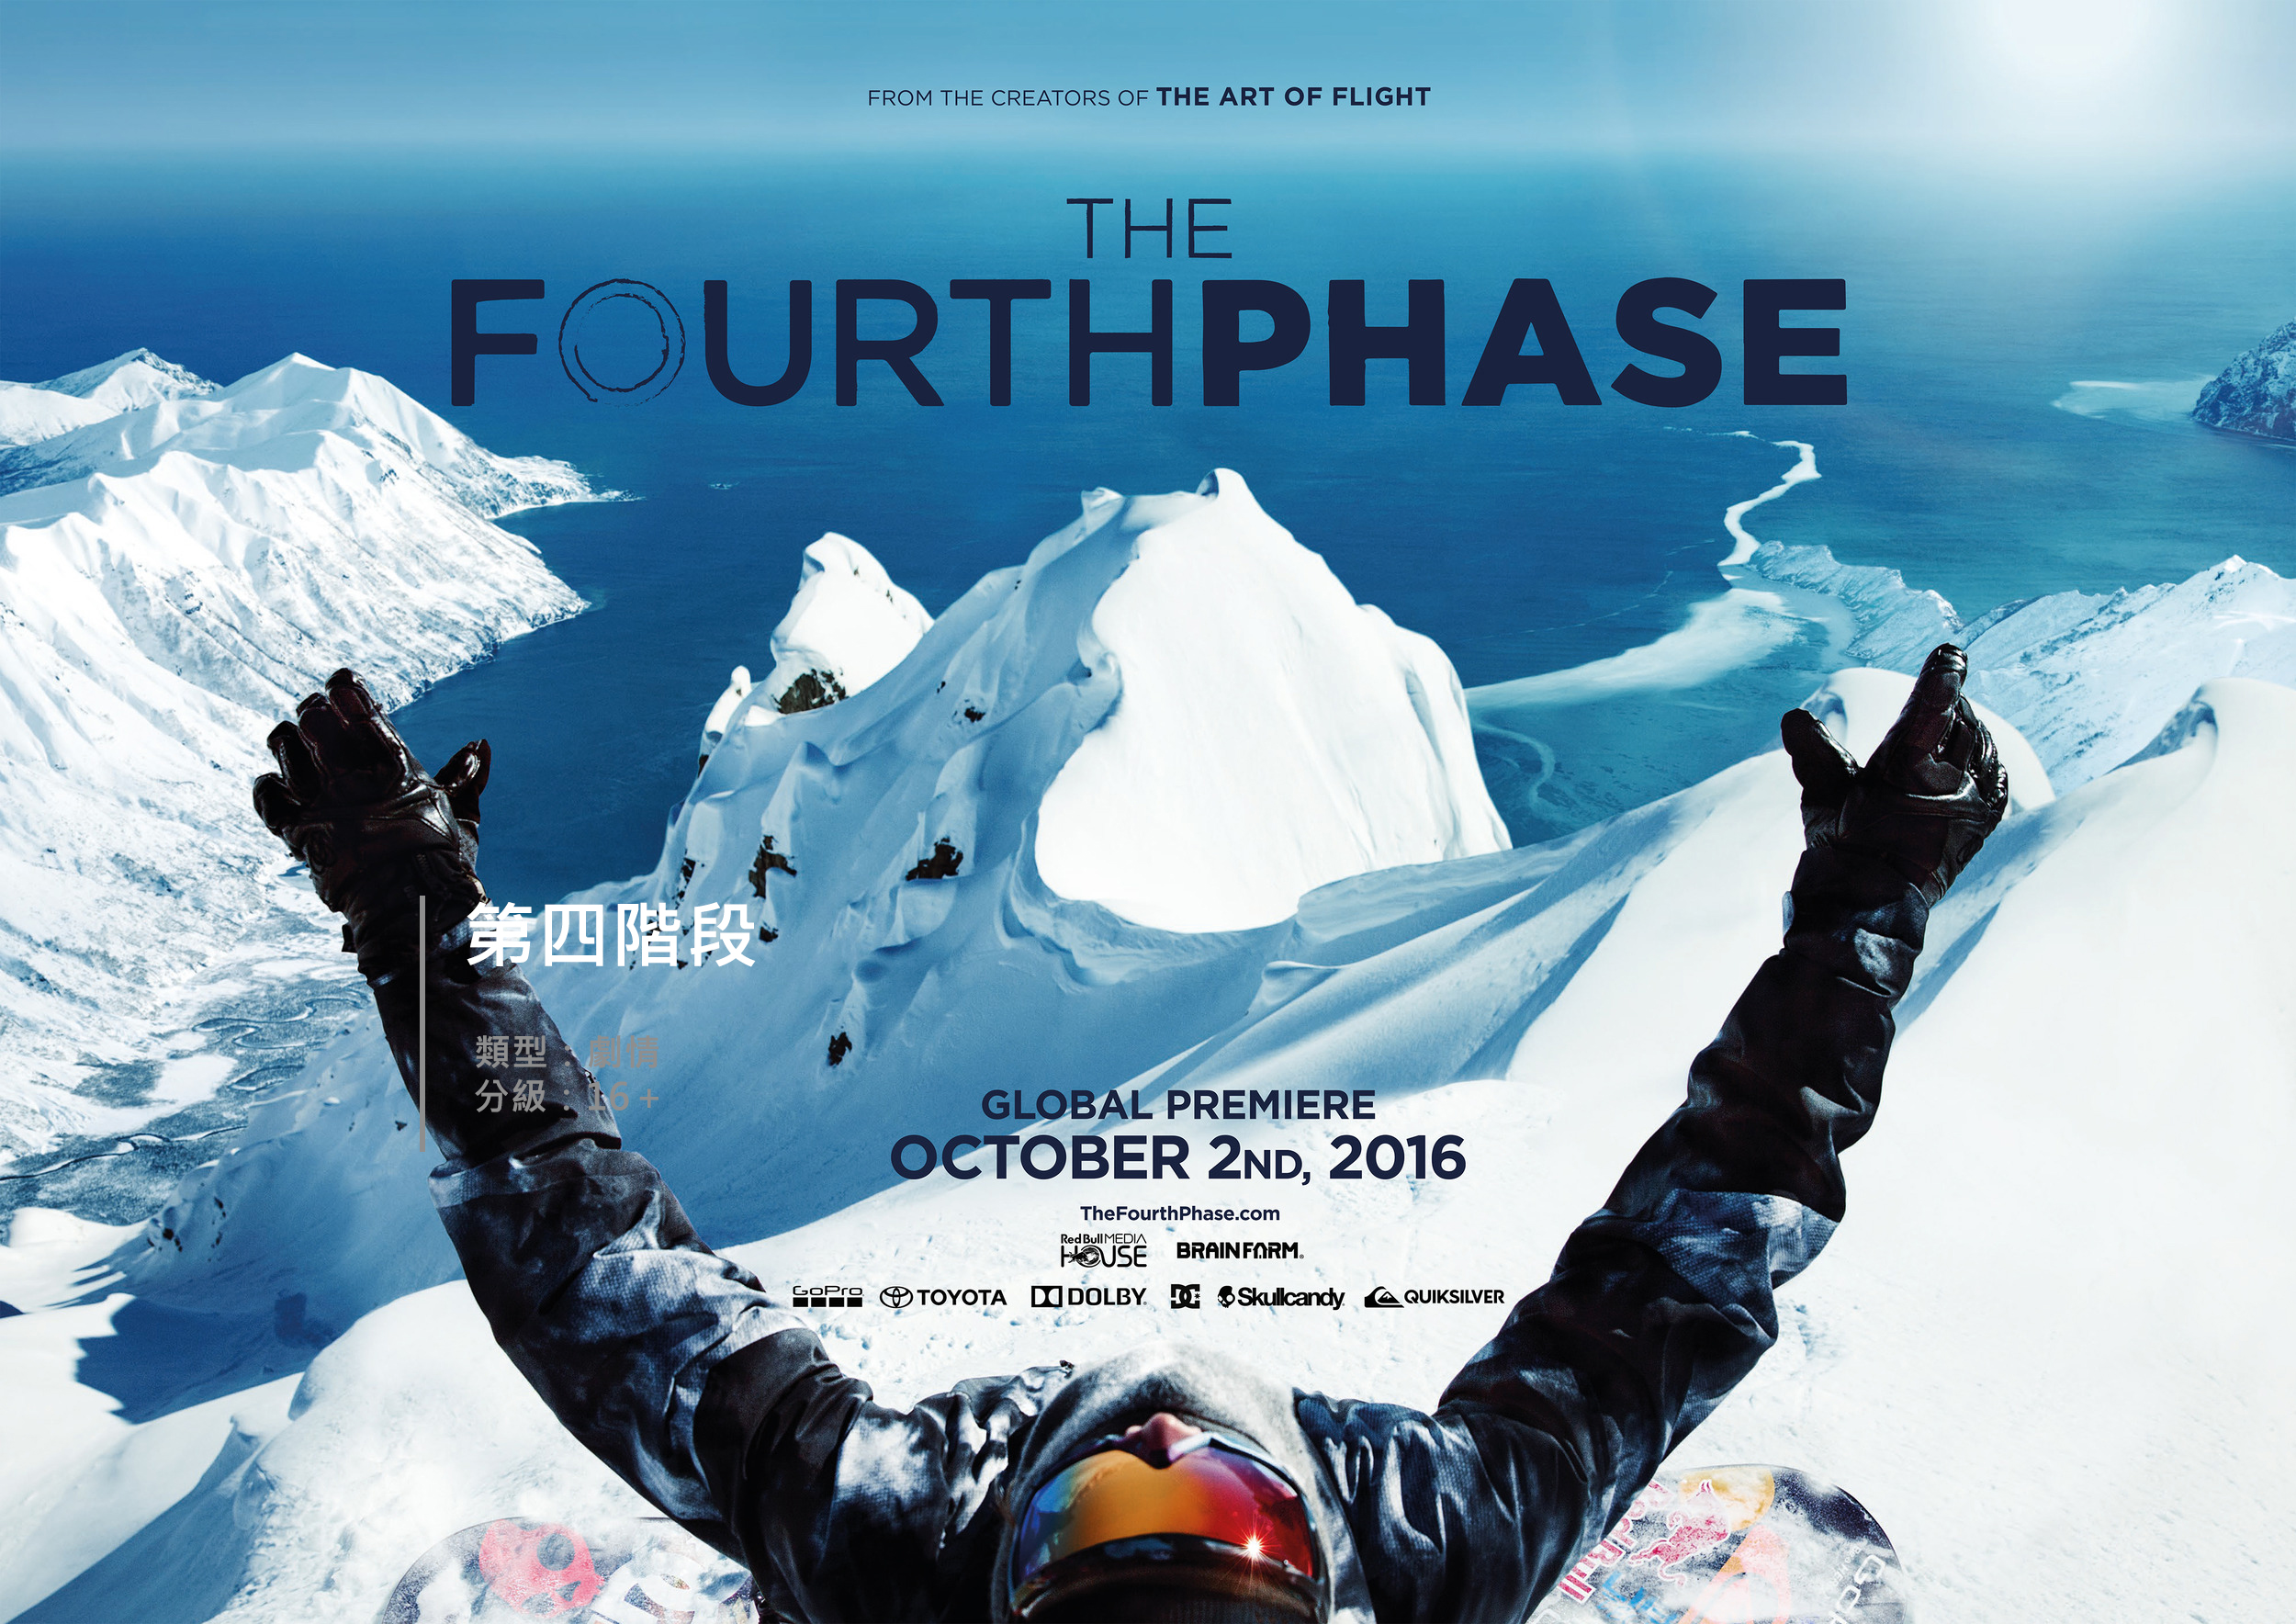 FROM THE CREATORS OF THE ART OF FLIGHT
THE
FOURTHPHASE
第四階段
類型：劇情
分級：16 +
GLOBAL PREMIERE
OCTOBER 2ND, 2016
TheFourthPhase.com
Red Bull MEDIA HOUSE BRAIN FARM
GoPro TOYOTA DOLBY DC Skullcandy QUIKSILVER